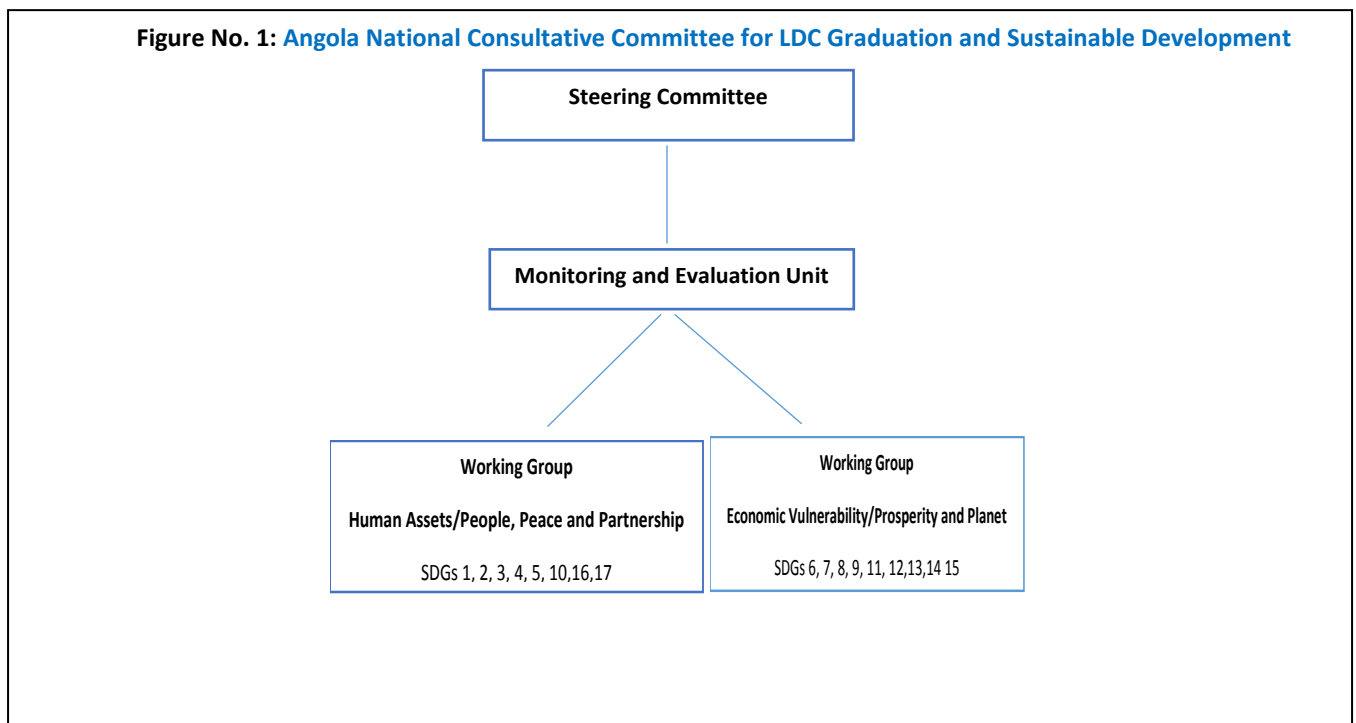 Figure No. 1: Angola National Consultative Committee for LDC Graduation and Sustainable Development
Steering Committee
Monitoring and Evaluation Unit
Working Group
Human Assets/People, Peace and Partnership
SDGs 1, 2, 3, 4, 5, 10,16,17
Working Group
Economic Vulnerability/Prosperity and Planet
SDGs 6, 7, 8, 9, 11, 12,13,14 15